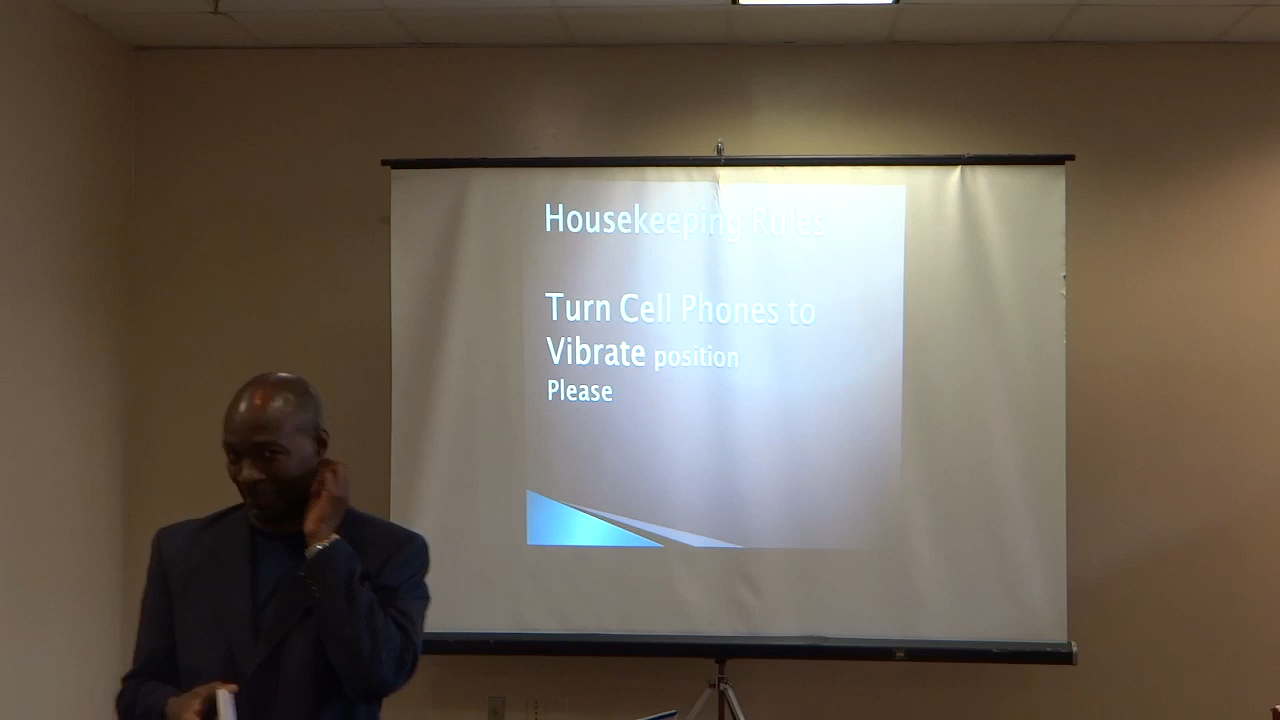 Housekeeping Rules
Turn Cell Phones to
Vibrate position
Please